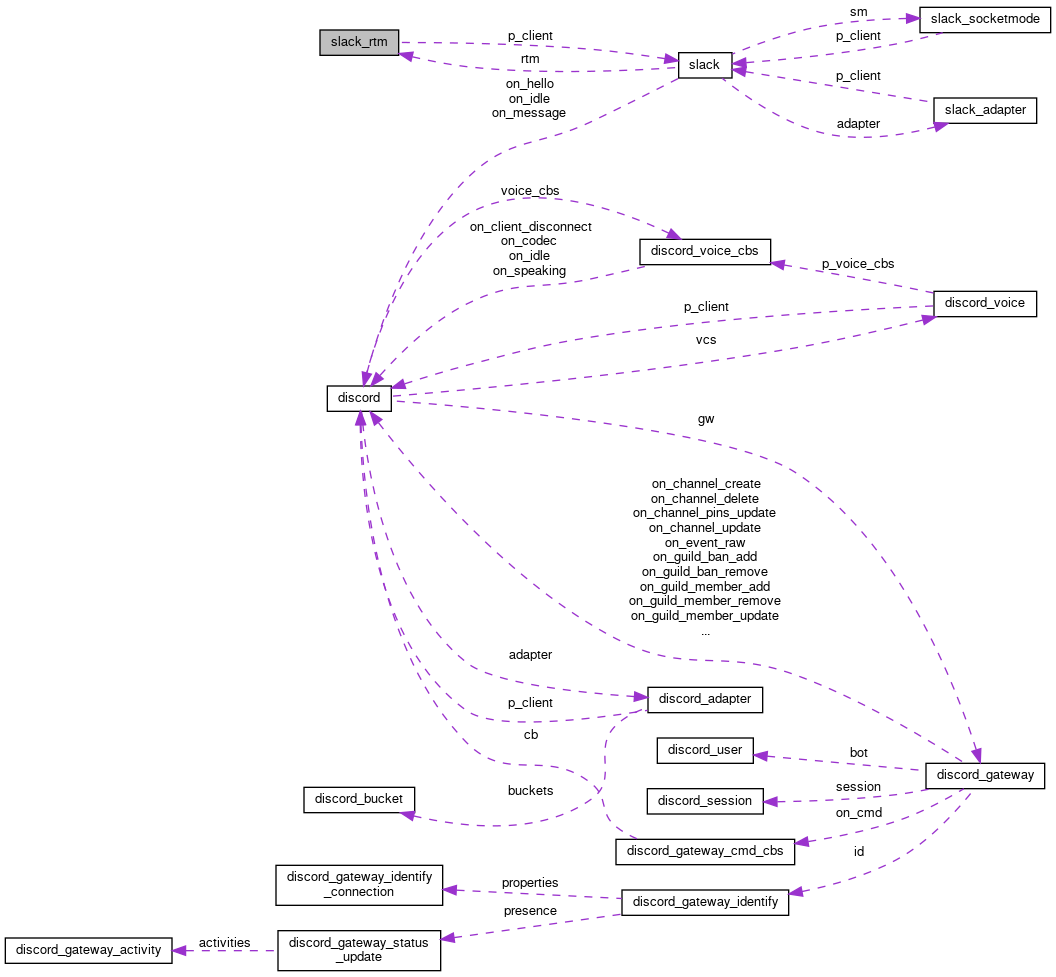 slack_socketmode
sm
slack_rtm
p_client
p_client
rtm
slack
p_client
slack_adapter
adapter
on_hello
on_idle
on_message
voice_cbs
on_client_disconnect
on_codec
on_idle
on_speaking
discord_voice_cbs
p_voice_cbs
discord_voice
p_client
vcs
discord
gw
on_channel_create
on_channel_delete
on_channel_pins_update
on_channel_update
on_event_raw
on_guild_ban_add
on_guild_ban_remove
on_guild_member_add
on_guild_member_remove
on_guild_member_update
...
adapter
discord_adapter
p_client
cb
discord_user
bot
discord_gateway
buckets
discord_bucket
discord_session
session
on_cmd
discord_gateway_cmd_cbs
id
discord_gateway_identify
_connection
properties
discord_gateway_identify
presence
discord_gateway_status
_update
activities
discord_gateway_activity